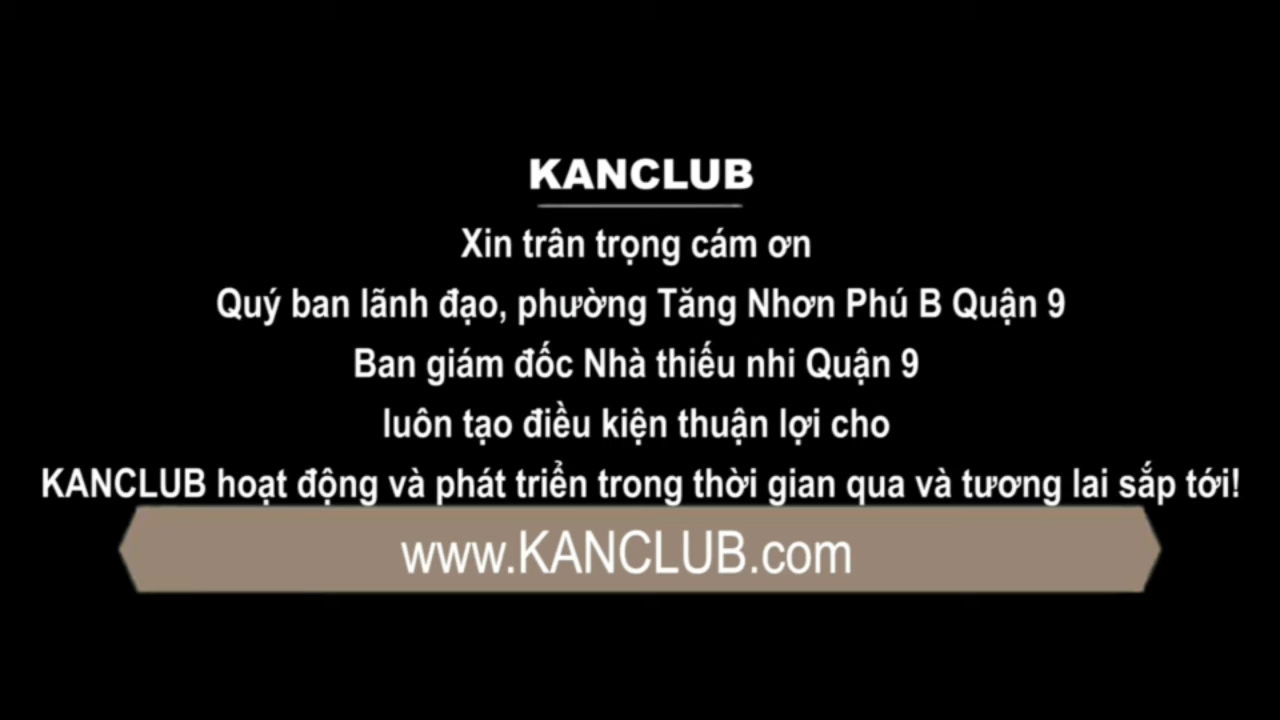 KANCLUB
Xin trân trọng cám ơn
Quý ban lãnh đạo, phường Tăng Nhơn Phú B Quận 9
Ban giám đốc Nhà thiếu nhi Quận 9
luôn tạo điều kiện thuận lợi cho
KANCLUB hoạt động và phát triển trong thời gian qua và tương lai sắp tới!
www.KANCLUB.com